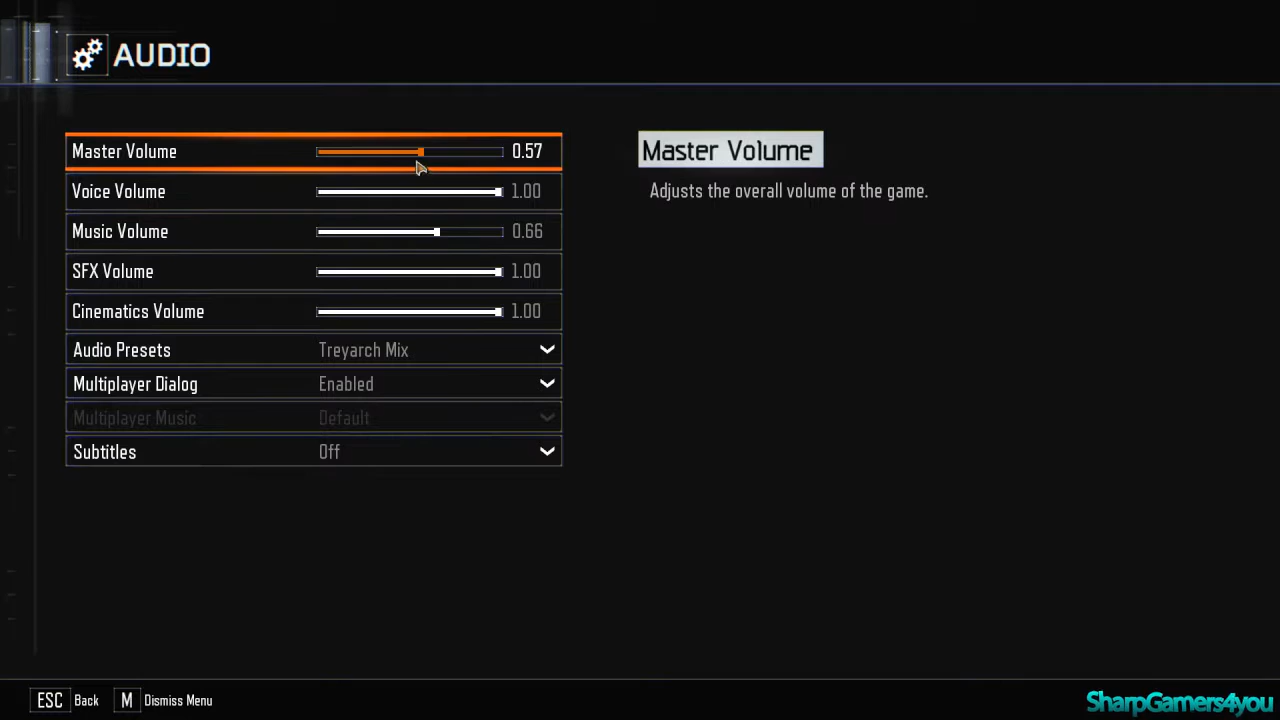 AUDIO
Master Volume 0.57
Voice Volume 1.00
Music Volume 0.66
SFX Volume 1.00
Cinematics Volume 1.00
Audio Presets Treyarch Mix
Multiplayer Dialog Enabled
Multiplayer Music Default
Subtitles Off
Master Volume
Adjusts the overall volume of the game.
ESC Back M Dismiss Menu
SharpGamers4you